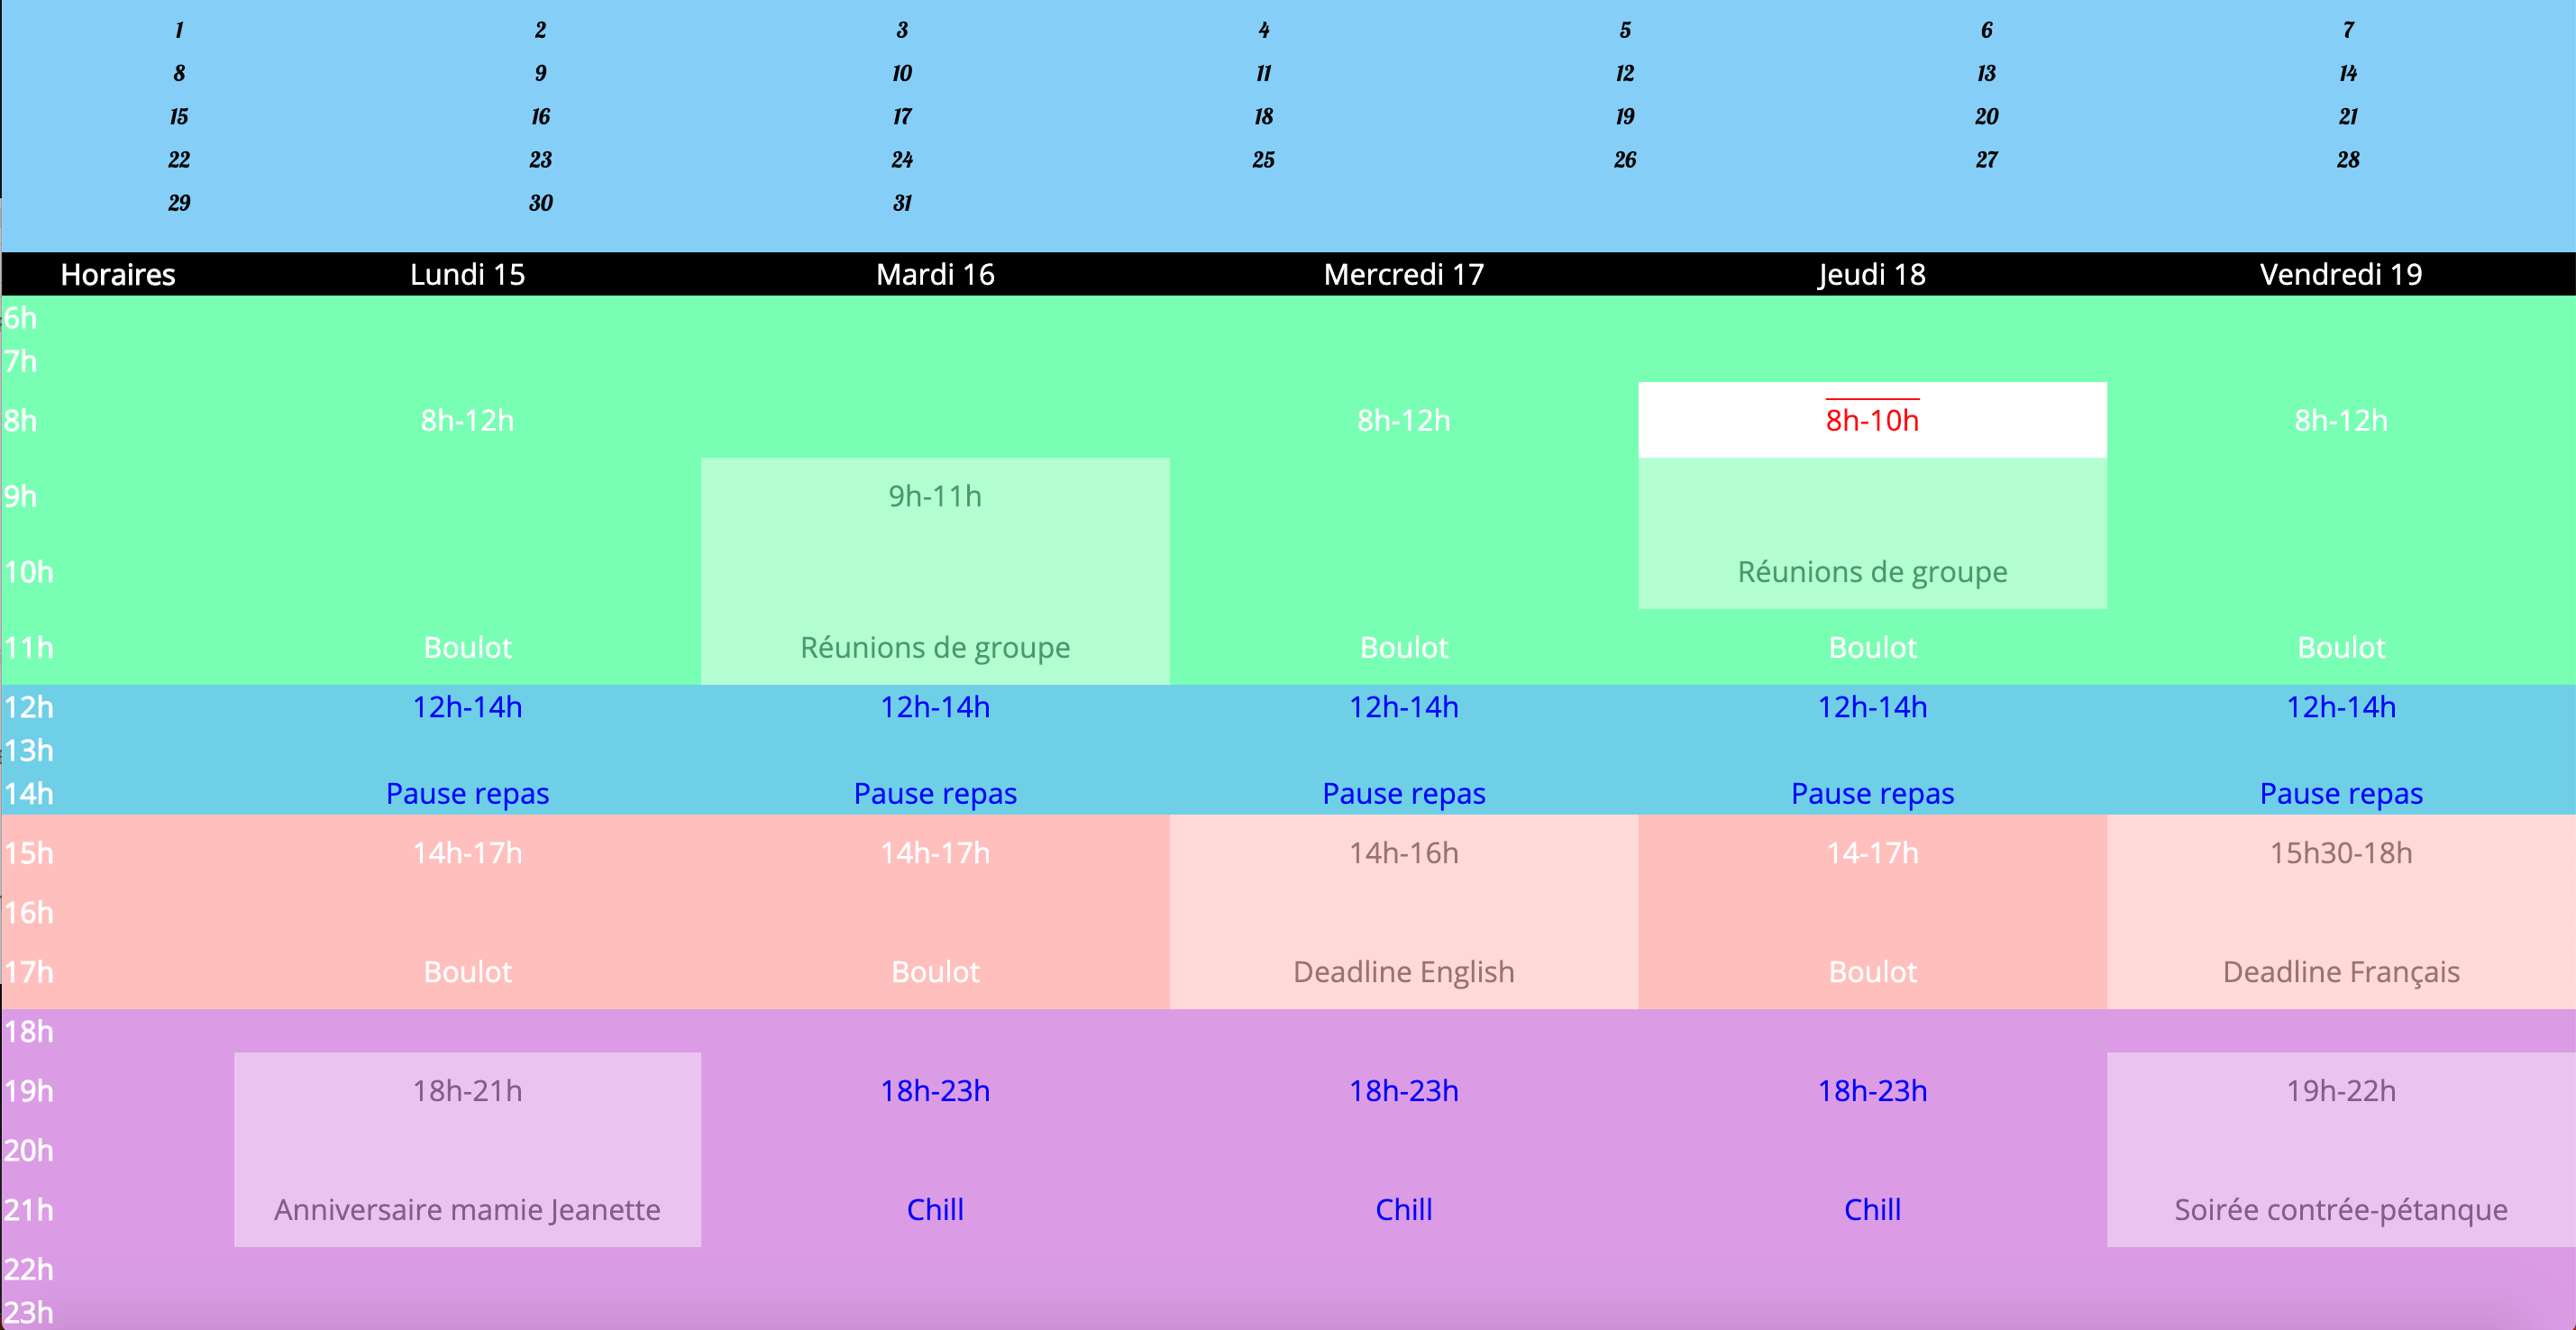 1 2 3 4 5 6 7
8 9 10 11 12 13 14
15 16 17 18 19 20 21
22 23 24 25 26 27 28
29 30 31
Horaires Lundi 15 Mardi 16 Mercredi 17 Jeudi 18 Vendredi 19
6h
7h
8h 8h-12h 8h-12h 8h-10h 8h-12h
9h 9h-11h
10h Réunions de groupe
11h Boulot Réunions de groupe Boulot Boulot Boulot
12h 12h-14h 12h-14h 12h-14h 12h-14h 12h-14h
13h
14h Pause repas Pause repas Pause repas Pause repas Pause repas
15h 14h-17h 14h-17h 14h-16h 14-17h 15h30-18h
16h
17h Boulot Boulot Deadline English Boulot Deadline Français
18h
19h 18h-21h 18h-23h 18h-23h 18h-23h 19h-22h
20h
21h Anniversaire mamie Jeanette Chill Chill Chill Soirée contrée-pétanque
22h
23h